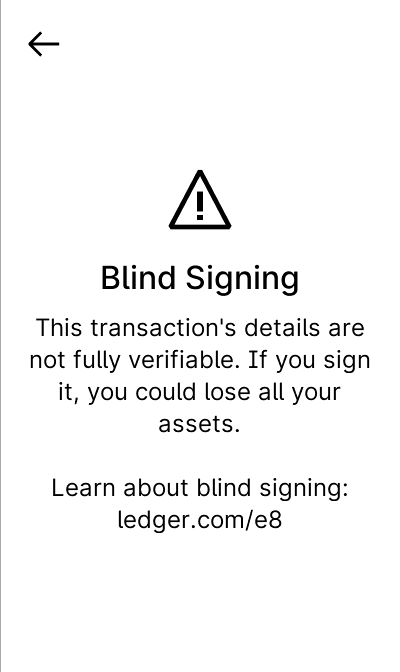 Blind Signing
This transaction's details are
not fully verifiable. If you sign
it, you could lose all your
assets.
Learn about blind signing:
ledger.com/e8